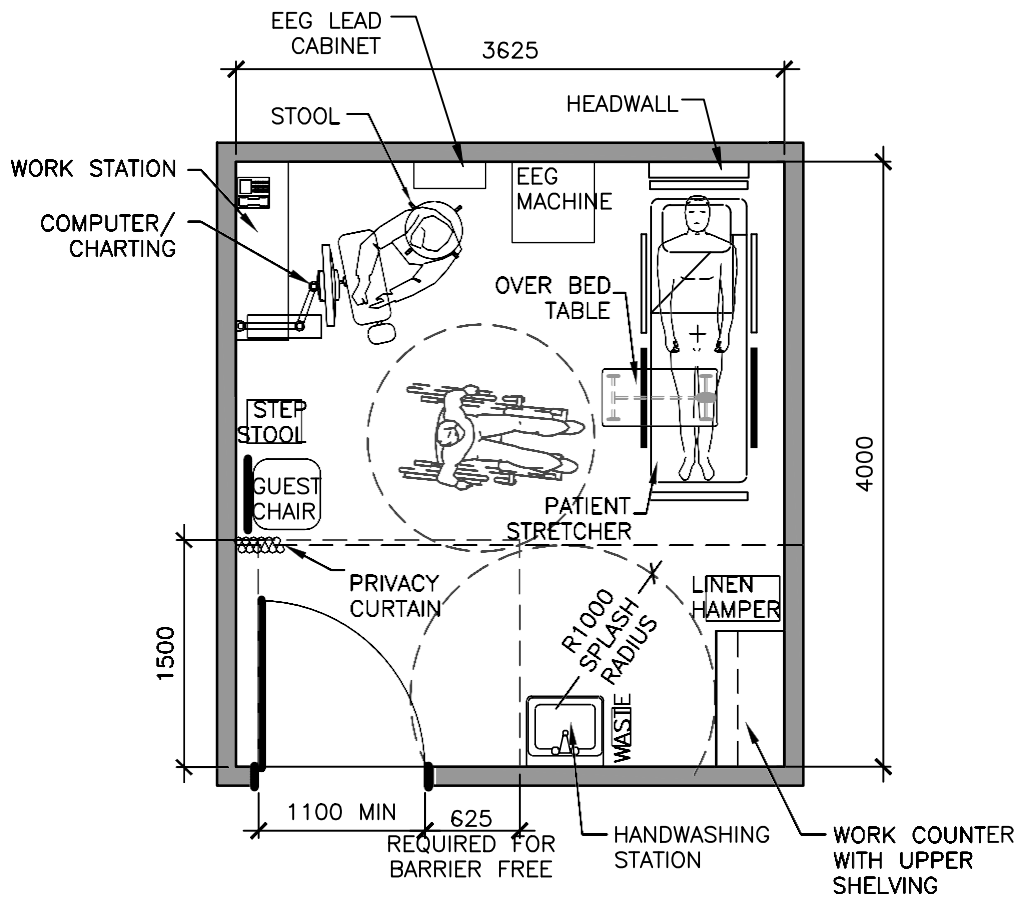 EEG LEAD
CABINET
3625
STOOL
HEADWALL
WORK STATION
EEG
MACHINE
COMPUTER/
CHARTING
OVER BED
TABLE
STEP
STOOL
4000
GUEST
CHAIR
PATIENT
STRETCHER
PRIVACY
CURTAIN
LINEN
HAMPER
1500
R1000
SPLASH
RADIUS
WASTE
1100 MIN
625
REQUIRED FOR
BARRIER FREE
HANDWASHING
STATION
WORK COUNTER
WITH UPPER
SHELVING